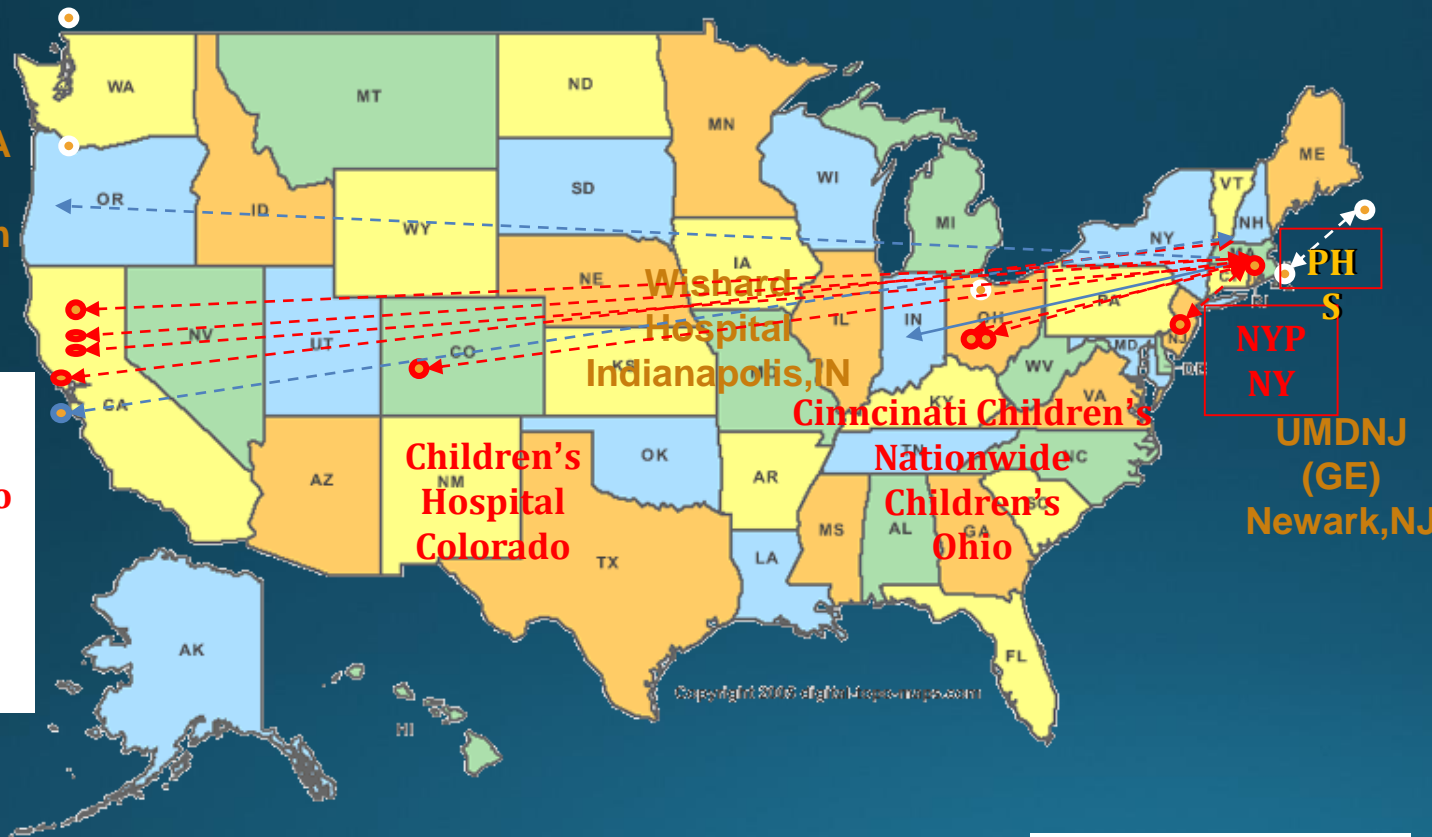 WA
MT
ND
MN
ME
A
OR
ID
SD
WI
VT
NH
n
WY
MI
NY
MA
PH
S
IA
NE
Wishard
Hospital
Indianapolis,IN
NV
UT
CO
KS
MO
IL
IN
OH
PA
CT
RI
NJ
MD
DE
NYP
NY
WV
VA
KY
CA
o
Children's
Hospital
Colorado
Cinncinati Children's
Nationwide
Children's
Ohio
UMDNJ
(GE)
Newark,NJ
AZ
NM
OK
AR
TN
NC
SC
MS
AL
GA
TX
LA
FL
AK
HI